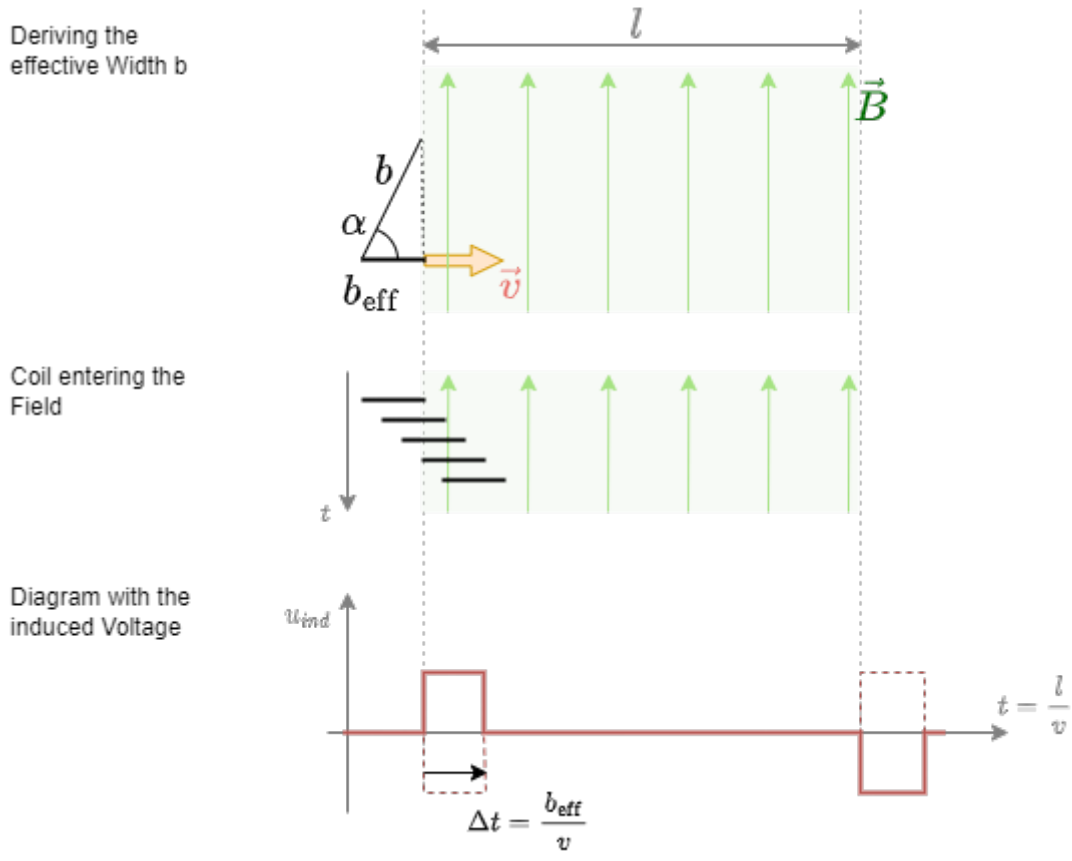 Deriving the
effective Width b
l
B⃗
b
α
b_eff
v⃗
Coil entering the
Field
t
Diagram with the
induced Voltage
u_ind
t = l/v
Δt = b_eff/v